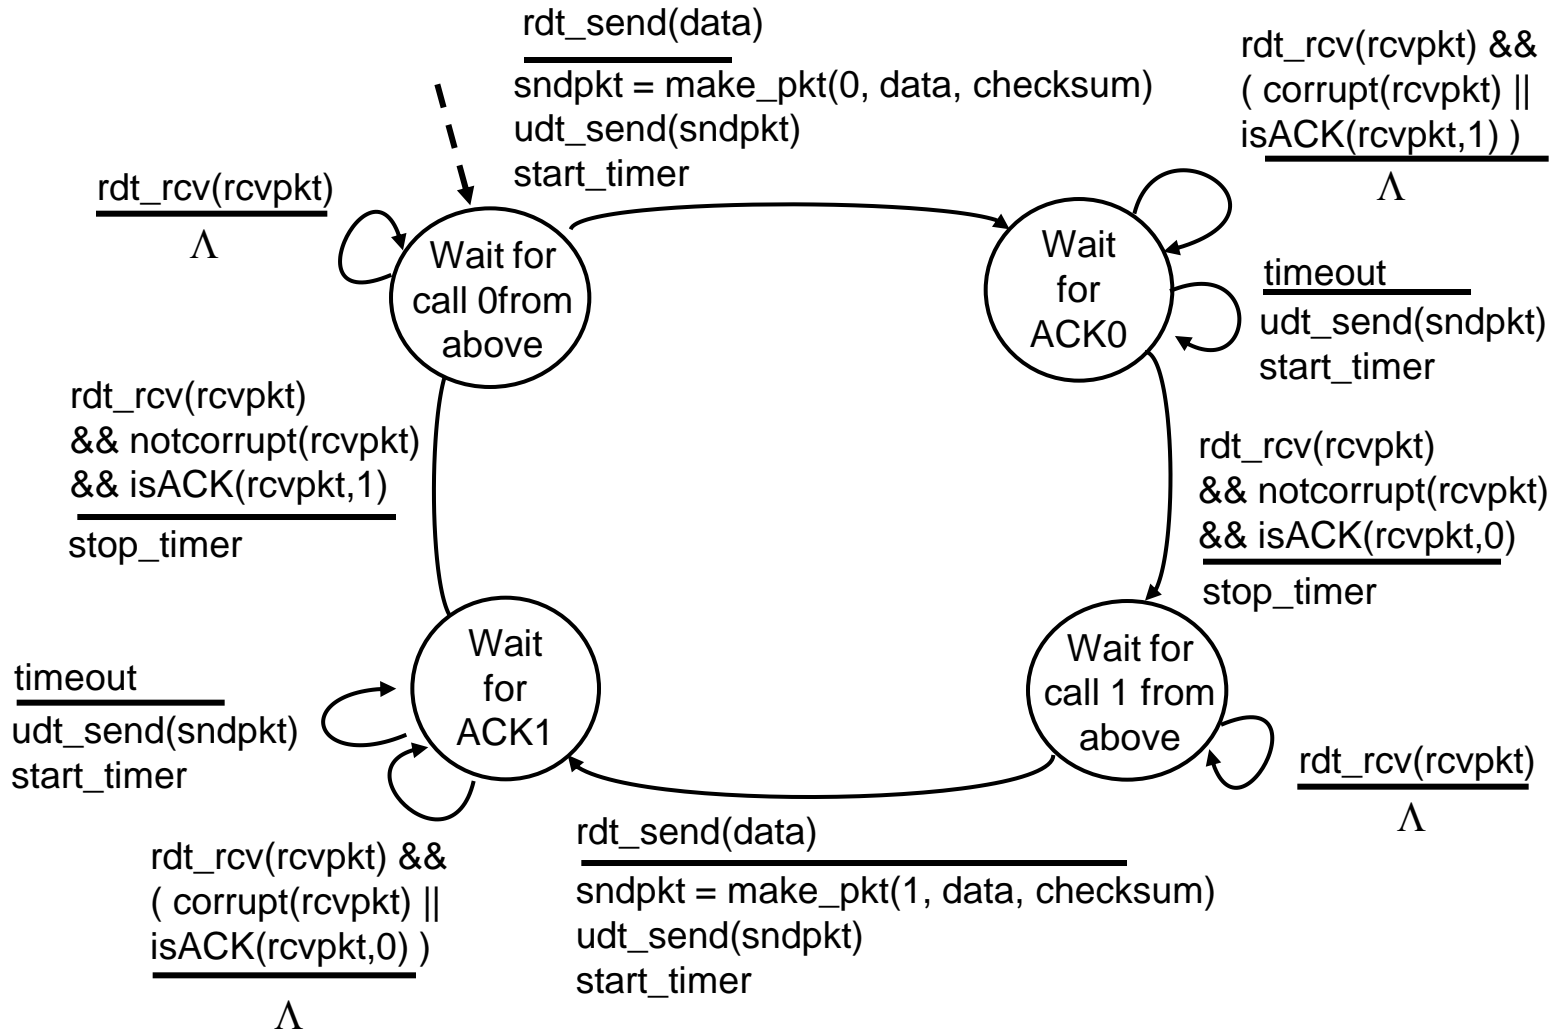 rdt_send(data)
sndpkt = make_pkt(0, data, checksum)
udt_send(sndpkt)
start_timer
rdt_rcv(rcvpkt) &&
( corrupt(rcvpkt) ||
isACK(rcvpkt,1) )
Λ
rdt_rcv(rcvpkt)
Λ
Wait for
call 0from
above
Wait
for
ACK0
timeout
udt_send(sndpkt)
start_timer
rdt_rcv(rcvpkt)
&& notcorrupt(rcvpkt)
&& isACK(rcvpkt,1)
stop_timer
rdt_rcv(rcvpkt)
&& notcorrupt(rcvpkt)
&& isACK(rcvpkt,0)
stop_timer
Wait
for
ACK1
Wait for
call 1 from
above
timeout
udt_send(sndpkt)
start_timer
rdt_rcv(rcvpkt)
Λ
rdt_rcv(rcvpkt) &&
( corrupt(rcvpkt) ||
isACK(rcvpkt,0) )
Λ
rdt_send(data)
sndpkt = make_pkt(1, data, checksum)
udt_send(sndpkt)
start_timer